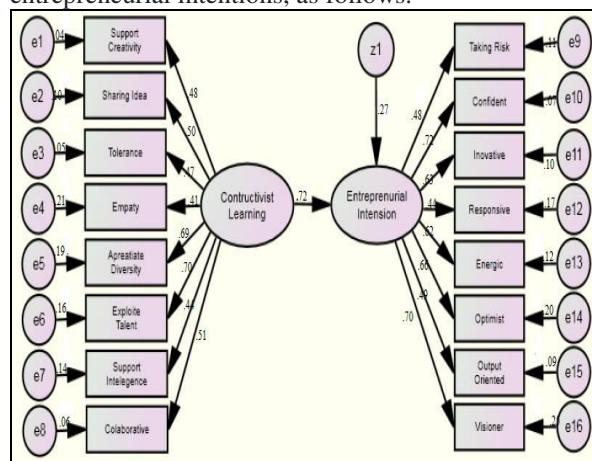 entrepreneurial intentions, as follows:
e1
.04
Support
Creativity
e2
.10
Sharing Idea
e3
.05
Tolerance
e4
.21
Empaty
e5
.19
Apreatiate
Diversity
e6
.16
Exploite
Talent
e7
.14
Support
Intelegence
e8
.06
Colaborative
.48
.50
.47
.41
.69
.70
.44
.51
Contructivist
Learning
.72
z1
.27
Entreprenurial
Intension
.48
.72
.63
.44
.62
.66
.49
.70
Taking Risk
.11
e9
Confident
.07
e10
Inovative
.10
e11
Responsive
.17
e12
Energic
.12
e13
Optimist
.20
e14
Output
Oriented
.09
e15
Visioner
e16